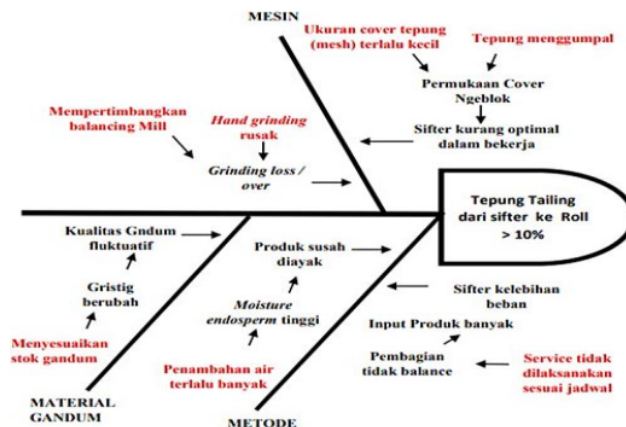 MESIN
Ukuran cover tepung
(mesh) terlalu kecil
Tepung menggumpal
Permukaan Cover
Ngeblok
Sifter kurang optimal
dalam bekerja
Mempertimbangkan
balancing Mill
Hand grinding
rusak
Grinding loss /
over
Tepung Tailing
dari sifter ke Roll
> 10%
Kualitas Gndum
fluktuatif
Gristig
berubah
Menyesuaikan
stok gandum
MATERIAL
GANDUM
Produk susah
diayak
Moisture
endosperm tinggi
Penambahan air
terlalu banyak
METODE
Sifter kelebihan
beban
Input Produk banyak
Pembagian
tidak balance
Service tidak
dilaksanakan
sesuai jadwal